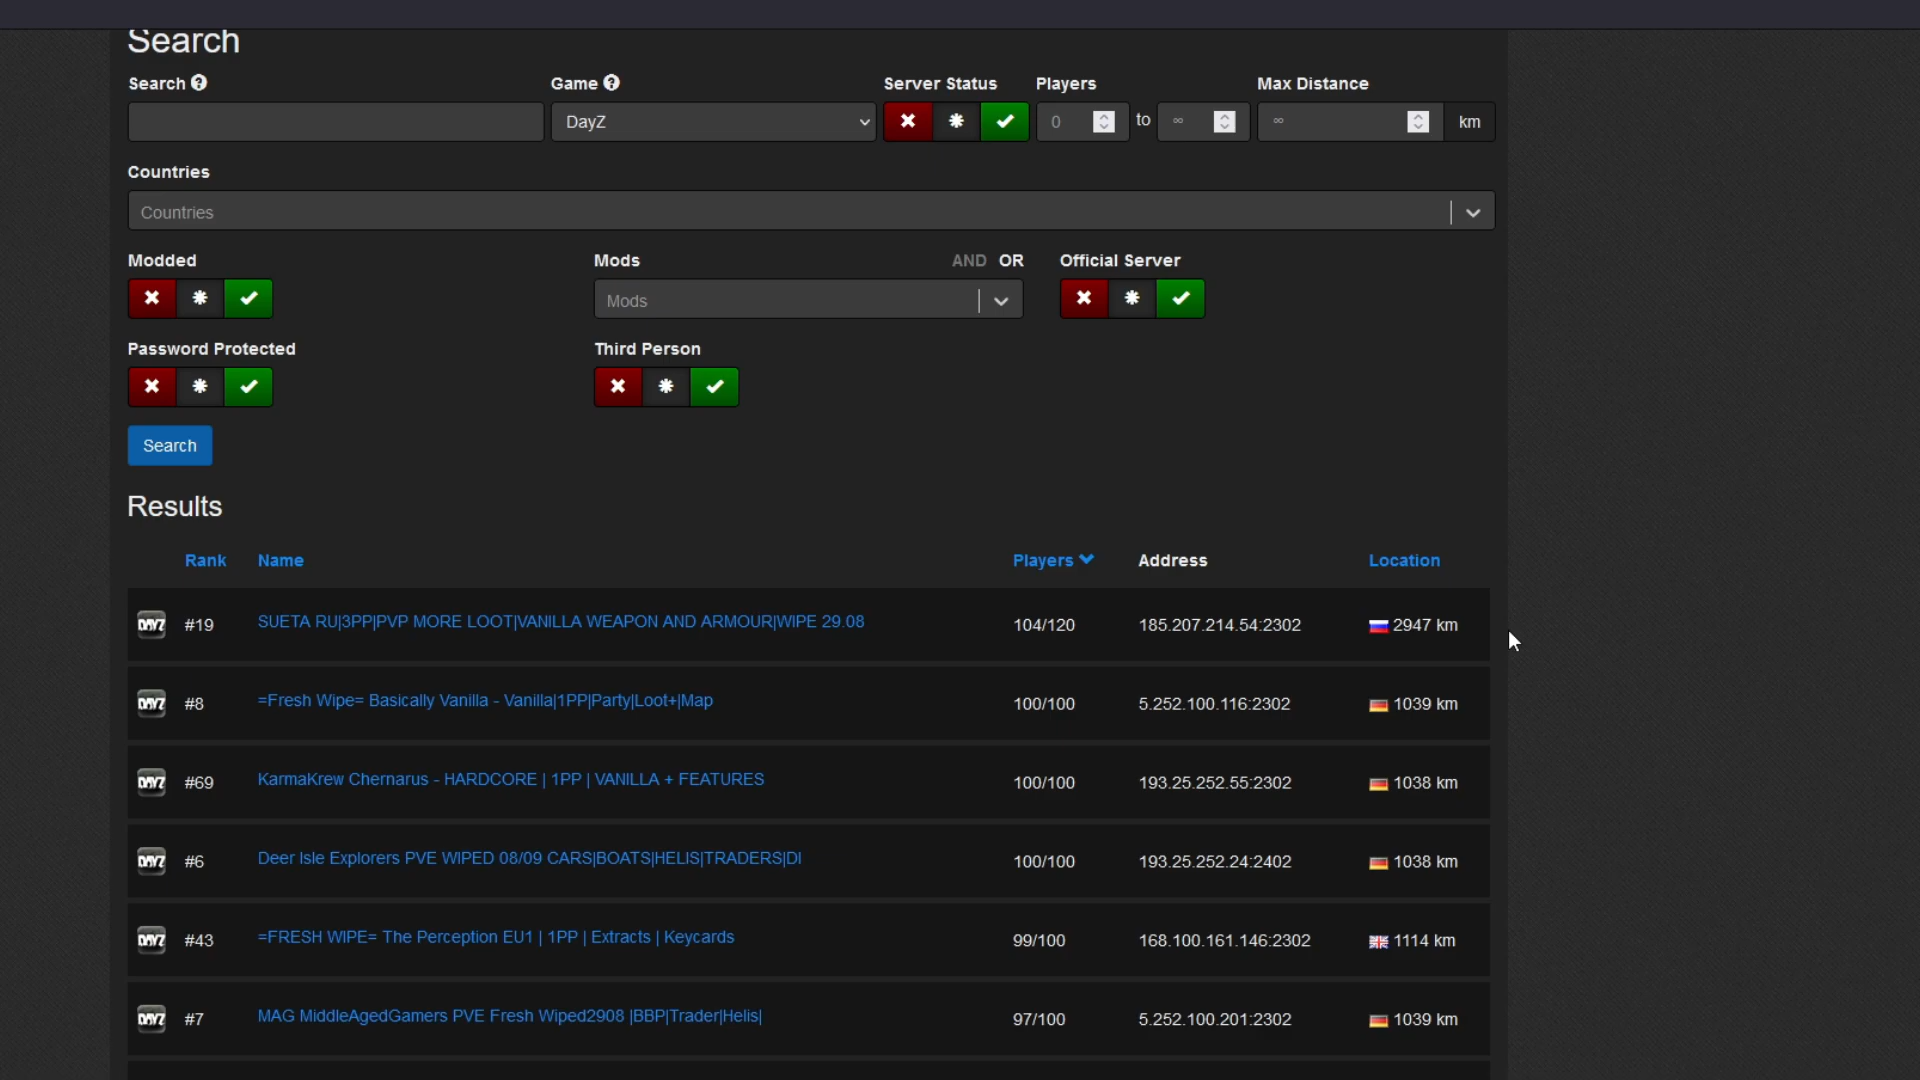 Search
Search Game Server Status Players Max Distance
DayZ 0 to ∞ ∞ km
Countries
Countries
Modded Mods AND OR Official Server
Mods
Password Protected Third Person
Search
Results
Rank Name Players Address Location
DAYZ #19 SUETA RU|3PP|PVP MORE LOOT|VANILLA WEAPON AND ARMOUR|WIPE 29.08 104/120 185.207.214.54:2302 2947 km
DAYZ #8 =Fresh Wipe= Basically Vanilla - Vanilla|1PP|Party|Loot+|Map 100/100 5.252.100.116:2302 1039 km
DAYZ #69 KarmaKrew Chernarus - HARDCORE | 1PP | VANILLA + FEATURES 100/100 193.25.252.55:2302 1038 km
DAYZ #6 Deer Isle Explorers PVE WIPED 08/09 CARS|BOATS|HELIS|TRADERS|DI 100/100 193.25.252.24:2402 1038 km
DAYZ #43 =FRESH WIPE= The Perception EU1 | 1PP | Extracts | Keycards 99/100 168.100.161.146:2302 1114 km
DAYZ #7 MAG MiddleAgedGamers PVE Fresh Wiped2908 |BBP|Trader|Helis| 97/100 5.252.100.201:2302 1039 km